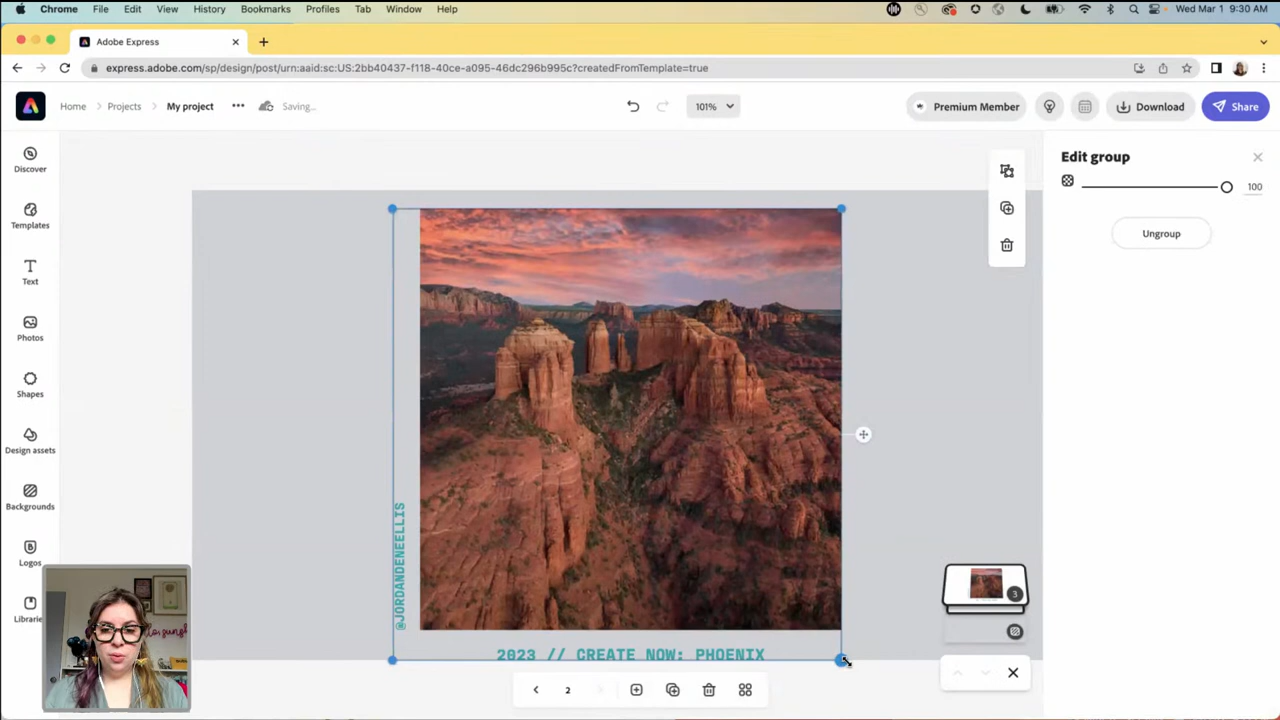 Chrome File Edit View History Bookmarks Profiles Tab Window Help Wed Mar 1 9:30 AM
Adobe Express
express.adobe.com/sp/design/post/urn:aaid:sc:US:2bb40437-f118-40ce-a095-46dc296b995c?createdFromTemplate=true
Home Projects My project Saving... 101% Premium Member Download Share
Discover
Templates
Text
Photos
Shapes
Design assets
Backgrounds
Logos
Libraries
@JORDANDENEELLIS
2023 // CREATE NOW: PHOENIX
2
3
Edit group
100
Ungroup